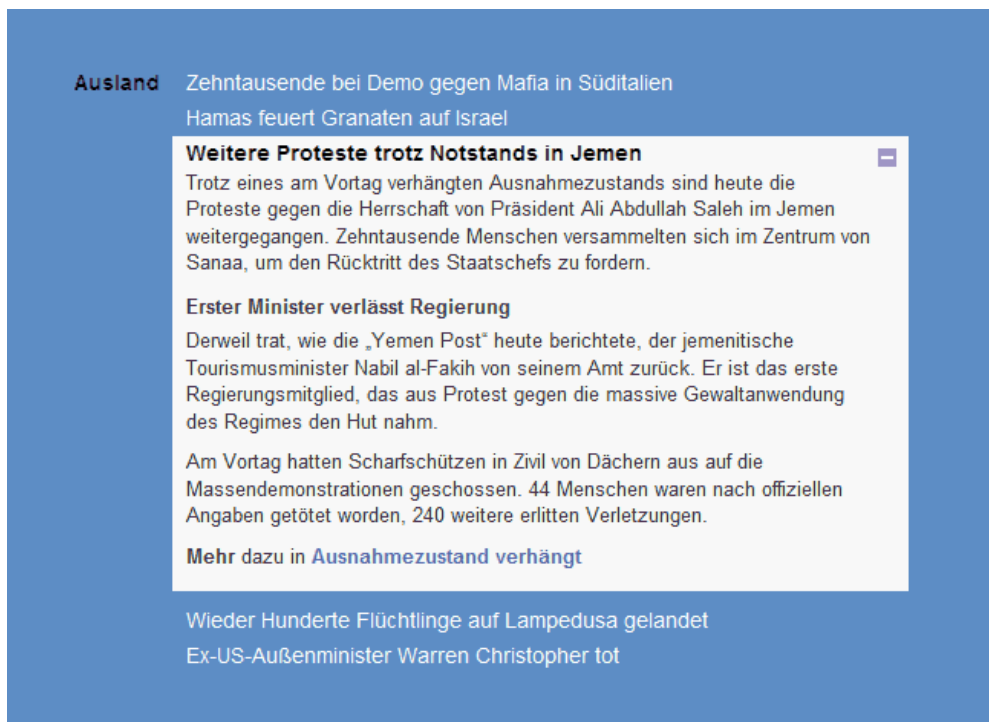 Ausland Zehntausende bei Demo gegen Mafia in Süditalien
Hamas feuert Granaten auf Israel
Weitere Proteste trotz Notstands in Jemen
Trotz eines am Vortag verhängten Ausnahmezustands sind heute die
Proteste gegen die Herrschaft von Präsident Ali Abdullah Saleh im Jemen
weitergegangen. Zehntausende Menschen versammelten sich im Zentrum von
Sanaa, um den Rücktritt des Staatschefs zu fordern.
Erster Minister verlässt Regierung
Derweil trat, wie die „Yemen Post“ heute berichtete, der jemenitische
Tourismusminister Nabil al-Fakih von seinem Amt zurück. Er ist das erste
Regierungsmitglied, das aus Protest gegen die massive Gewaltanwendung
des Regimes den Hut nahm.
Am Vortag hatten Scharfschützen in Zivil von Dächern aus auf die
Massendemonstrationen geschossen. 44 Menschen waren nach offiziellen
Angaben getötet worden, 240 weitere erlitten Verletzungen.
Mehr dazu in Ausnahmezustand verhängt
Wieder Hunderte Flüchtlinge auf Lampedusa gelandet
Ex-US-Außenminister Warren Christopher tot